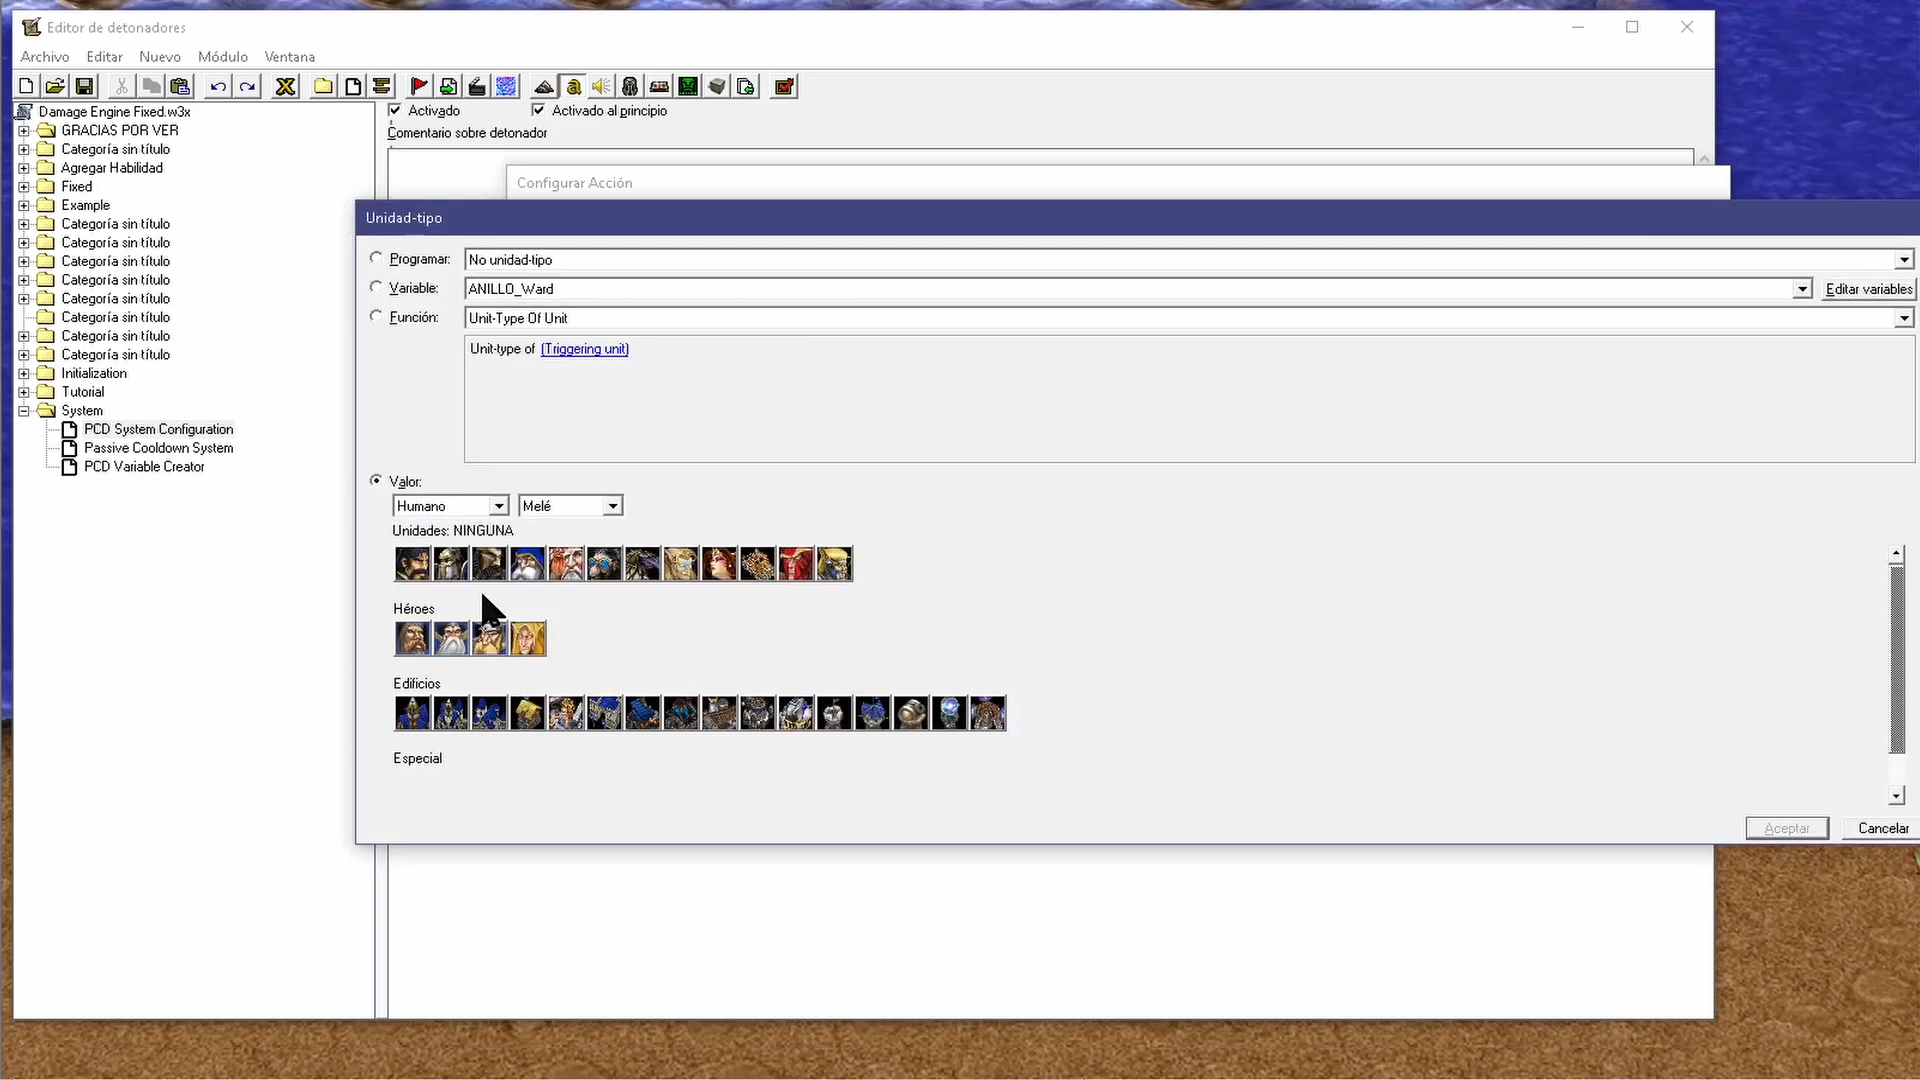 Editor de detonadores
Archivo Editar Nuevo Módulo Ventana
Damage Engine Fixed.w3x
GRACIAS POR VER
Categoría sin título
Agregar Habilidad
Fixed
Example
Categoría sin título
Categoría sin título
Categoría sin título
Categoría sin título
Categoría sin título
Categoría sin título
Categoría sin título
Categoría sin título
Initialization
Tutorial
System
PCD System Configuration
Passive Cooldown System
PCD Variable Creator
Activado Activado al principio
Comentario sobre detonador
Configurar Acción
Unidad-tipo
Programar: No unidad-tipo
Variable: ANILLO_Ward Editar variables
Función: Unit-Type Of Unit
Unit-type of (Triggering unit)
Valor:
Humano Melé
Unidades: NINGUNA
Héroes
Edificios
Especial
Aceptar Cancelar